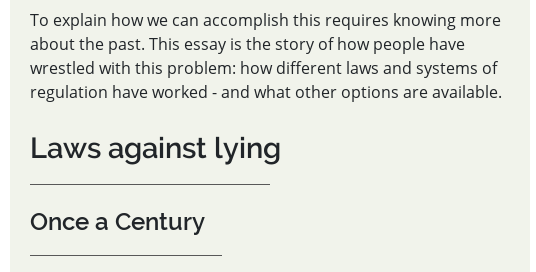 To explain how we can accomplish this requires knowing more
about the past. This essay is the story of how people have
wrestled with this problem: how different laws and systems of
regulation have worked - and what other options are available.
Laws against lying
Once a Century